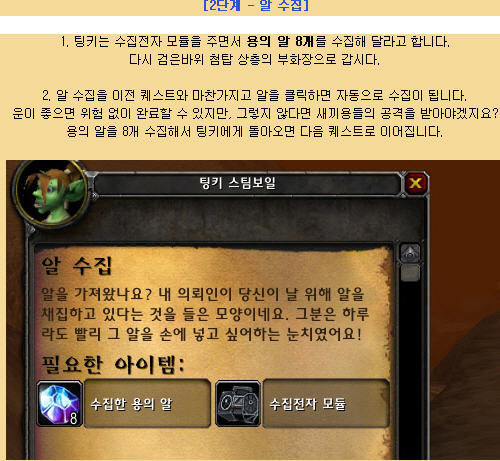 [2단계 - 알 수집]
1. 팅키는 수집전자 모듈을 주면서 용의 알 8개를 수집해 달라고 합니다.
다시 검은바위 첨탑 상층의 부화장으로 갑시다.
2. 알 수집을 이전 퀘스트와 마찬가지고 알을 클릭하면 자동으로 수집이 됩니다.
운이 좋으면 위험 없이 완료할 수 있지만, 그렇지 않다면 새끼용들의 공격을 받아야겠지요?
용의 알을 8개 수집해서 팅키에게 돌아오면 다음 퀘스트로 이어집니다.
팅키 스팀보일
알 수집
알을 가져왔나요? 내 의뢰인이 당신이 날 위해 알을
채집하고 있다는 것을 들은 모양이네요. 그분은 하루
라도 빨리 그 알을 손에 넣고 싶어하는 눈치였어요!
필요한 아이템:
8 수집한 용의 알 수집전자 모듈